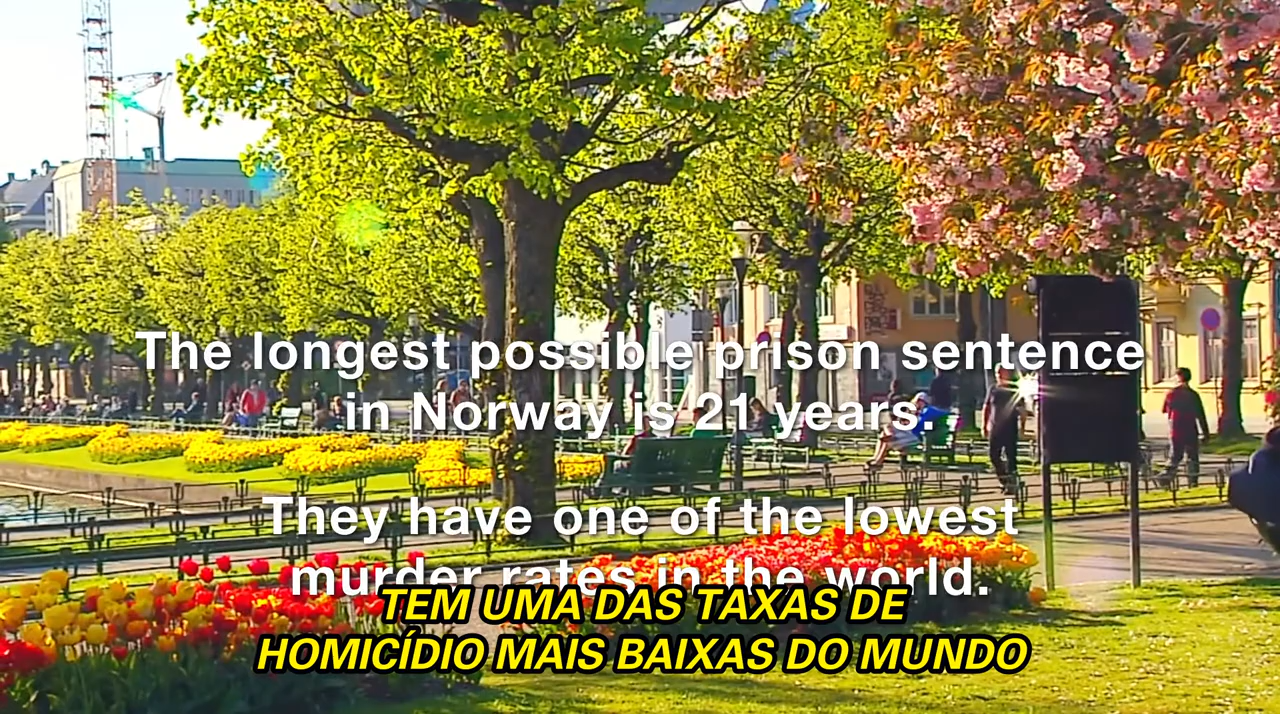 The longest possible prison sentence
in Norway is 21 years.
They have one of the lowest
murder rates in the world.
TEM UMA DAS TAXAS DE
HOMICÍDIO MAIS BAIXAS DO MUNDO